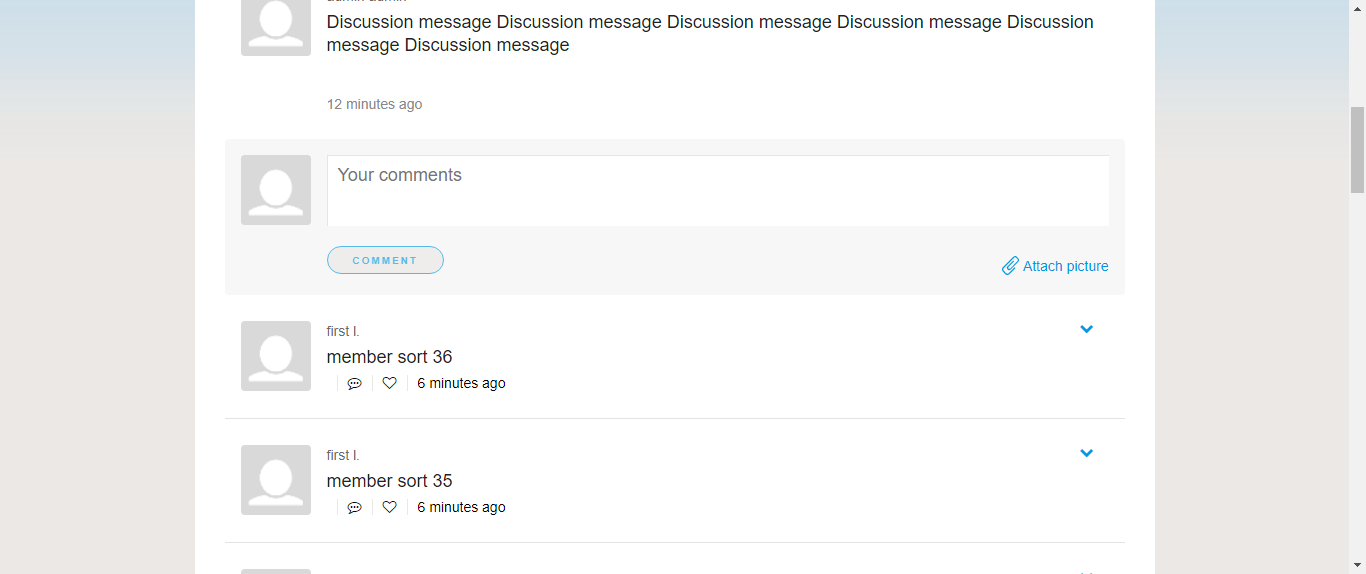 Discussion message Discussion message Discussion message Discussion message Discussion
message Discussion message
12 minutes ago
Your comments
COMMENT
Attach picture
first l.
member sort 36
6 minutes ago
first l.
member sort 35
6 minutes ago